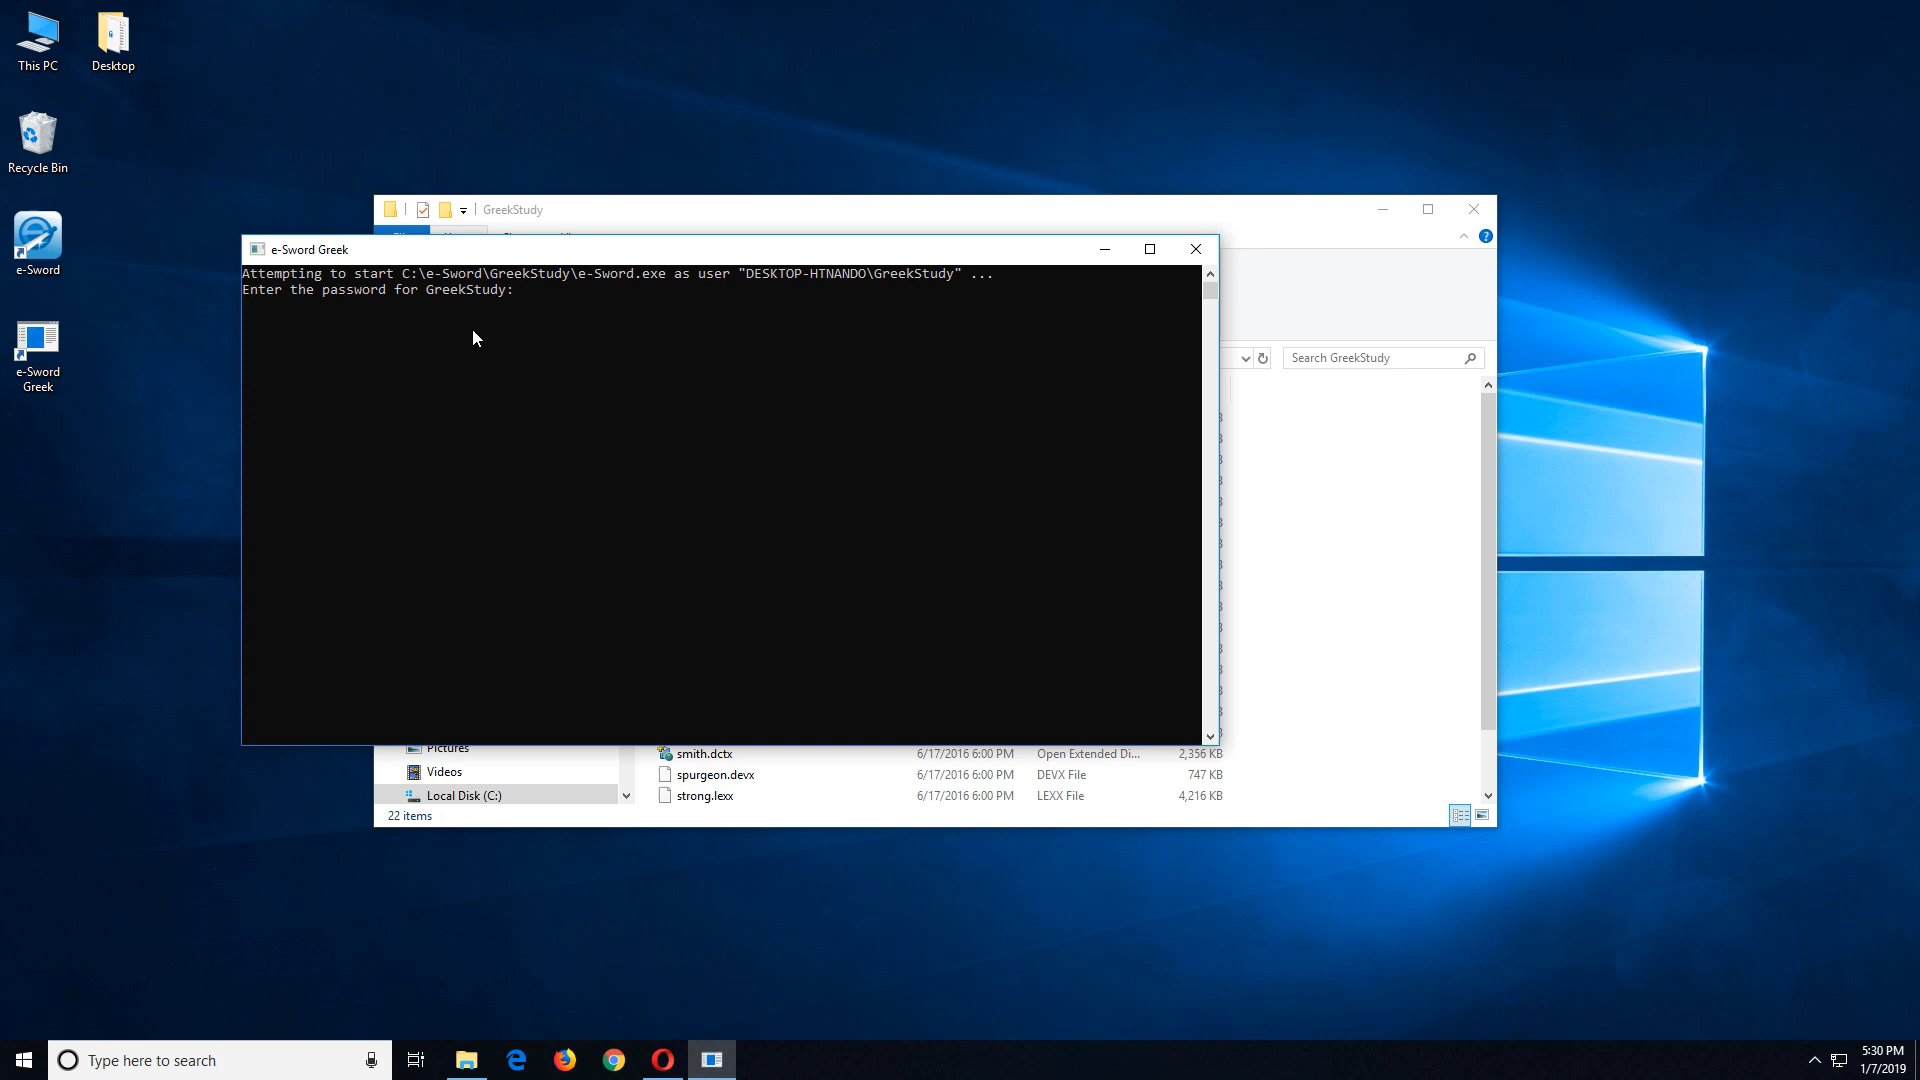 This PC
Desktop
Recycle Bin
e-Sword
e-Sword
Greek
GreekStudy
e-Sword Greek
Attempting to start C:\e-Sword\GreekStudy\e-Sword.exe as user "DESKTOP-HTNANDO\GreekStudy" ...
Enter the password for GreekStudy:
Search GreekStudy
Pictures
Videos
Local Disk (C:)
smith.dctx 6/17/2016 6:00 PM Open Extended Di... 2,356 KB
spurgeon.devx 6/17/2016 6:00 PM DEVX File 747 KB
strong.lexx 6/17/2016 6:00 PM LEXX File 4,216 KB
22 items
Type here to search
5:30 PM
1/7/2019